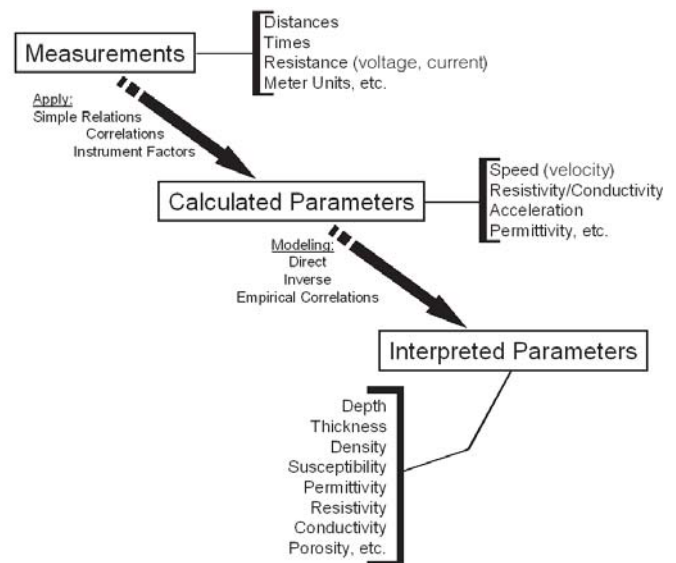 Measurements
Distances
Times
Resistance (voltage, current)
Meter Units, etc.
Apply:
Simple Relations
Correlations
Instrument Factors
Calculated Parameters
Speed (velocity)
Resistivity/Conductivity
Acceleration
Permittivity, etc.
Modeling:
Direct
Inverse
Empirical Correlations
Interpreted Parameters
Depth
Thickness
Density
Susceptibility
Permittivity
Resistivity
Conductivity
Porosity, etc.